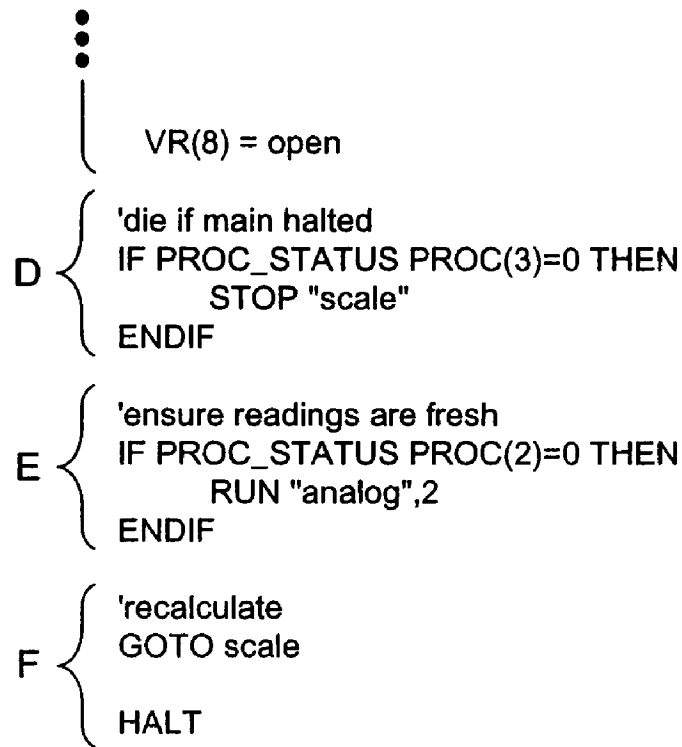 VR(8) = open
D
'die if main halted
IF PROC_STATUS PROC(3)=0 THEN
STOP "scale"
ENDIF
E
'ensure readings are fresh
IF PROC_STATUS PROC(2)=0 THEN
RUN "analog",2
ENDIF
F
'recalculate
GOTO scale
HALT